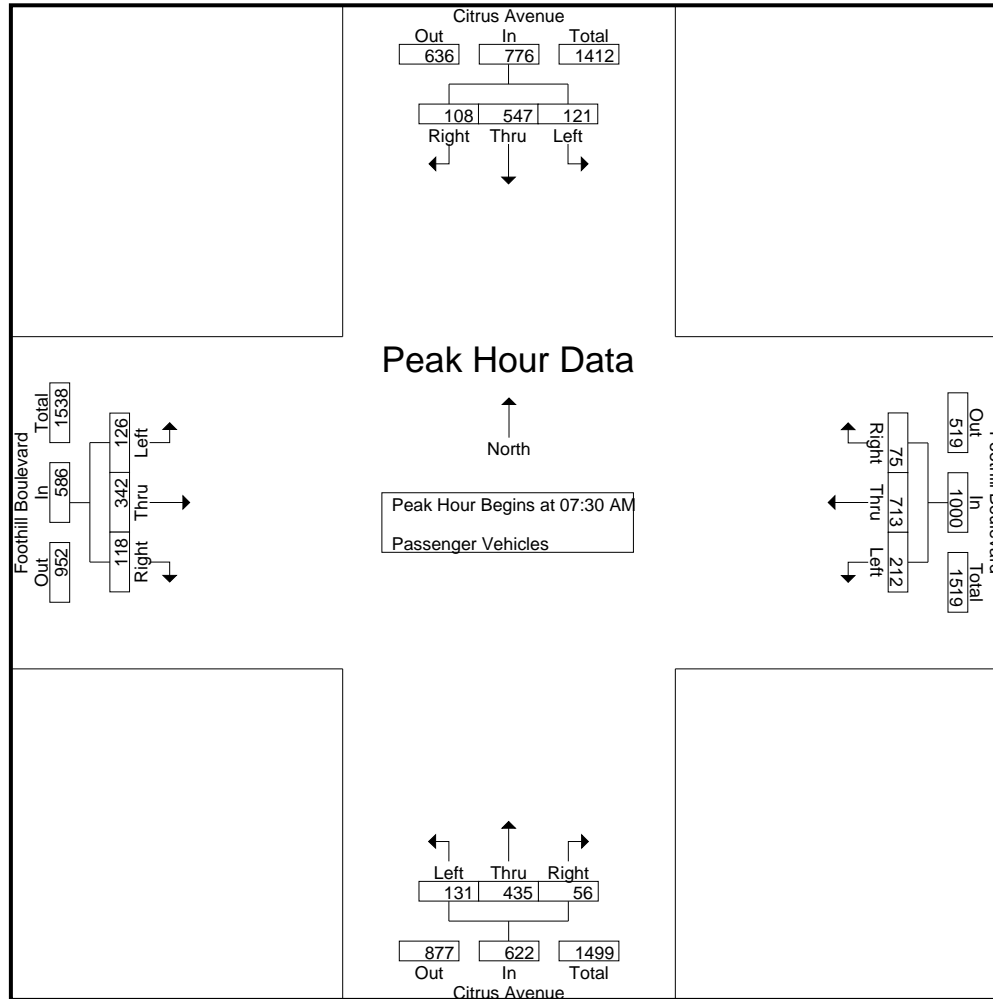 Citrus Avenue
Out In Total
636 776 1412
108 547 121
Right Thru Left
Peak Hour Data
North
Peak Hour Begins at 07:30 AM
Passenger Vehicles
Foothill Boulevard
Out In Total
952 586 1538
126 342 118
Left Thru Right
Out In Total
519 1000 1519
75 713 212
Right Thru Left
Left Thru Right
131 435 56
877 622 1499
Out In Total
Citrus Avenue